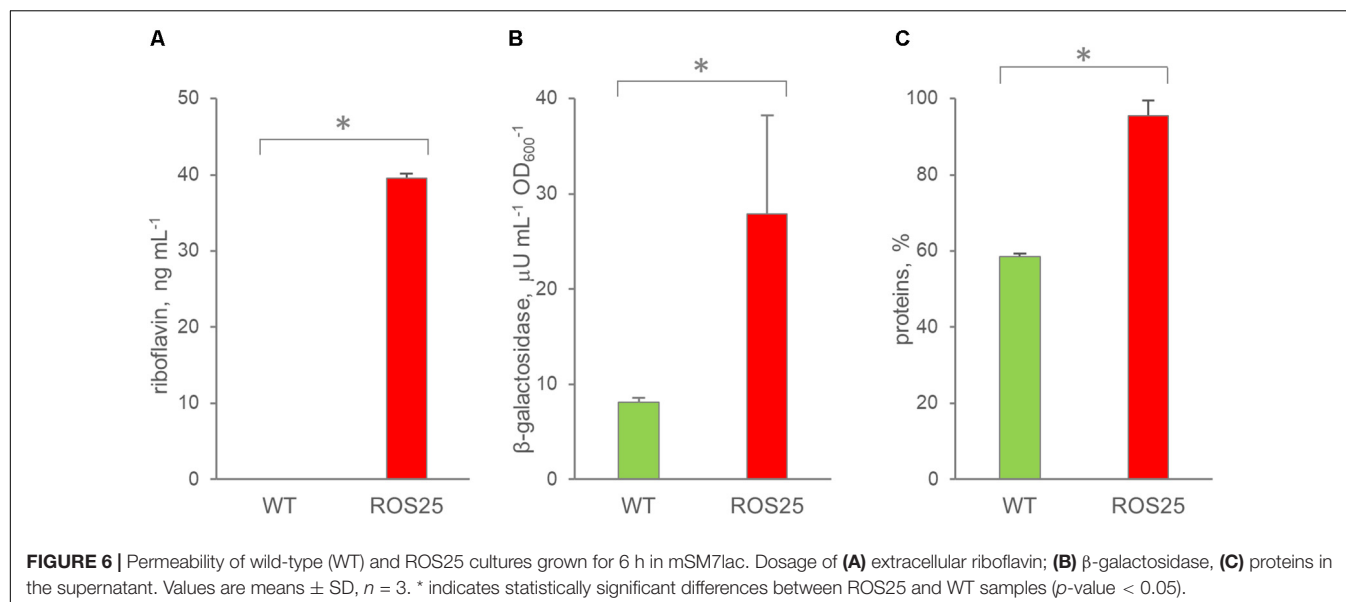 A
B
C
*
*
*
50
40
30
20
10
0
riboflavin, ng mL⁻¹
WT
ROS25
40
30
20
10
0
β-galactosidase, μU mL⁻¹ OD₆₀₀⁻¹
WT
ROS25
100
80
60
40
20
0
proteins, %
WT
ROS25
FIGURE 6 | Permeability of wild-type (WT) and ROS25 cultures grown for 6 h in mSM7lac. Dosage of (A) extracellular riboflavin; (B) β-galactosidase, (C) proteins in
the supernatant. Values are means ± SD, n = 3. * indicates statistically significant differences between ROS25 and WT samples (p-value < 0.05).